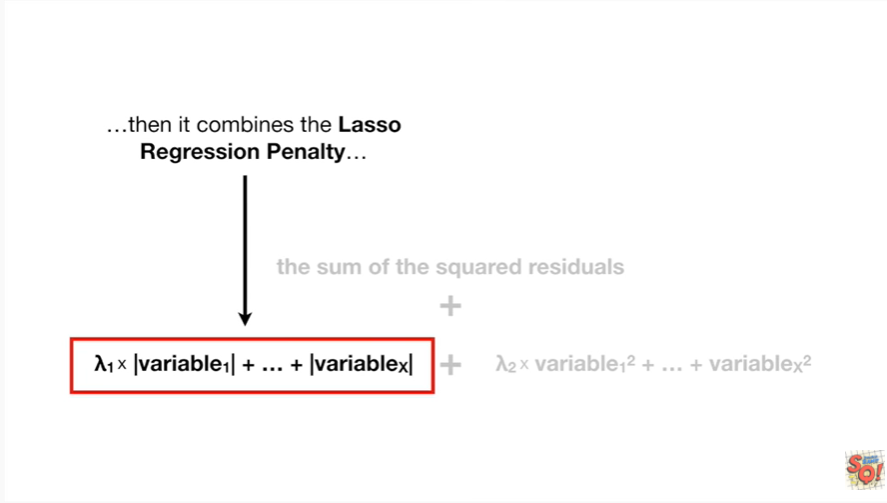 …then it combines the Lasso
Regression Penalty…
the sum of the squared residuals
+
λ₁ x |variable₁| + … + |variableₓ| + λ₂ x variable₁² + … + variableₓ²
SQ!